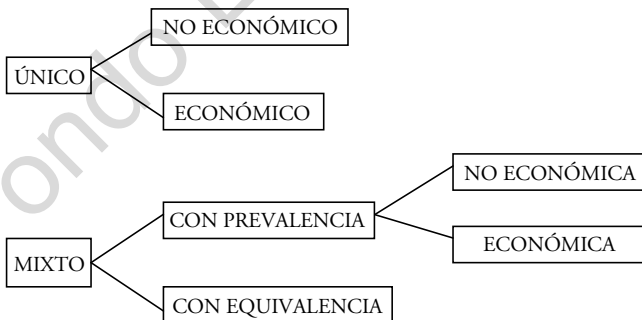 NO ECONÓMICO
ÚNICO
ECONÓMICO
NO ECONÓMICA
CON PREVALENCIA
ECONÓMICA
MIXTO
CON EQUIVALENCIA